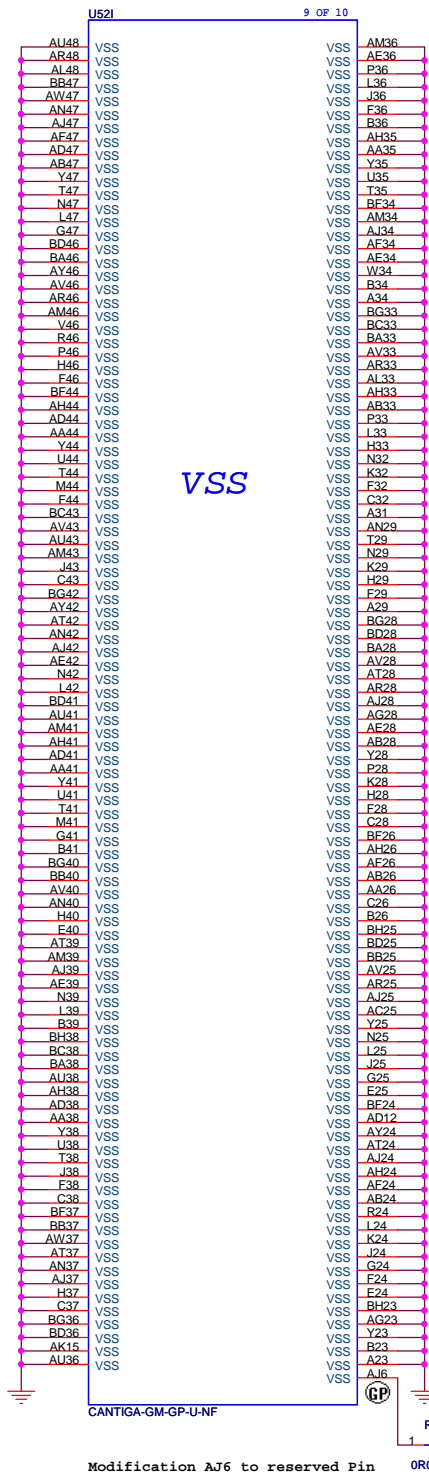 U52I 9 OF 10
AU48 VSS VSS AM36
AR48 VSS VSS AE36
AL48 VSS VSS P36
BB47 VSS VSS L36
AW47 VSS VSS J36
AN47 VSS VSS F36
AJ47 VSS VSS B36
AF47 VSS VSS AH35
AD47 VSS VSS AA35
AB47 VSS VSS Y35
Y47 VSS VSS U35
T47 VSS VSS T35
N47 VSS VSS BF34
L47 VSS VSS AM34
G47 VSS VSS AJ34
BD46 VSS VSS AF34
BA46 VSS VSS AE34
AY46 VSS VSS W34
AV46 VSS VSS B34
AR46 VSS VSS A34
AM46 VSS VSS BG33
V46 VSS VSS BC33
R46 VSS VSS BA33
P46 VSS VSS AV33
H46 VSS VSS AR33
F46 VSS VSS AL33
BF44 VSS VSS AH33
AH44 VSS VSS AB33
AD44 VSS VSS P33
AA44 VSS VSS L33
Y44 VSS VSS H33
U44 VSS VSS N32
T44 VSS VSS K32
M44 VSS VSS F32
F44 VSS VSS C32
BC43 VSS VSS A31
AV43 VSS VSS AN29
AU43 VSS VSS T29
AM43 VSS VSS N29
J43 VSS VSS K29
C43 VSS VSS H29
BG42 VSS VSS F29
AY42 VSS VSS A29
AT42 VSS VSS BG28
AN42 VSS VSS BD28
AJ42 VSS VSS BA28
AE42 VSS VSS AV28
N42 VSS VSS AT28
L42 VSS VSS AR28
BD41 VSS VSS AJ28
AU41 VSS VSS AG28
AM41 VSS VSS AE28
AH41 VSS VSS AB28
AD41 VSS VSS Y28
AA41 VSS VSS P28
Y41 VSS VSS K28
U41 VSS VSS H28
T41 VSS VSS F28
M41 VSS VSS C28
G41 VSS VSS BF26
B41 VSS VSS AH26
BG40 VSS VSS AF26
BB40 VSS VSS AB26
AV40 VSS VSS AA26
AN40 VSS VSS C26
H40 VSS VSS B26
E40 VSS VSS BH25
AT39 VSS VSS BD25
AM39 VSS VSS BB25
AJ39 VSS VSS AV25
AE39 VSS VSS AR25
N39 VSS VSS AJ25
L39 VSS VSS AC25
B39 VSS VSS Y25
BH38 VSS VSS N25
BC38 VSS VSS L25
BA38 VSS VSS J25
AU38 VSS VSS G25
AH38 VSS VSS E25
AD38 VSS VSS BF24
AA38 VSS VSS AD12
Y38 VSS VSS AY24
U38 VSS VSS AT24
T38 VSS VSS AJ24
J38 VSS VSS AH24
F38 VSS VSS AF24
C38 VSS VSS AB24
BF37 VSS VSS R24
BB37 VSS VSS L24
AW37 VSS VSS K24
AT37 VSS VSS J24
AN37 VSS VSS G24
AJ37 VSS VSS F24
H37 VSS VSS E24
C37 VSS VSS BH23
BG36 VSS VSS AG23
BD36 VSS VSS Y23
AK15 VSS VSS B23
AU36 VSS VSS A23
VSS AJ6
VSS
GP
CANTIGA-GM-GP-U-NF
R
1
Modification AJ6 to reserved Pin 0R0